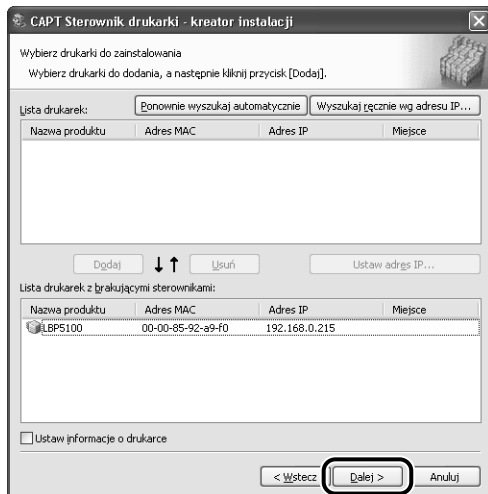 CAPT Sterownik drukarki - kreator instalacji
Wybierz drukarki do zainstalowania
Wybierz drukarki do dodania, a następnie kliknij przycisk [Dodaj].
Lista drukarek: Ponownie wyszukaj automatycznie Wyszukaj ręcznie wg adresu IP...
Nazwa produktu Adres MAC Adres IP Miejsce
Dodaj Usuń Ustaw adres IP...
Lista drukarek z brakującymi sterownikami:
Nazwa produktu Adres MAC Adres IP Miejsce
LBP5100 00-00-85-92-a9-f0 192.168.0.215
Ustaw informacje o drukarce
< Wstecz Dalej > Anuluj